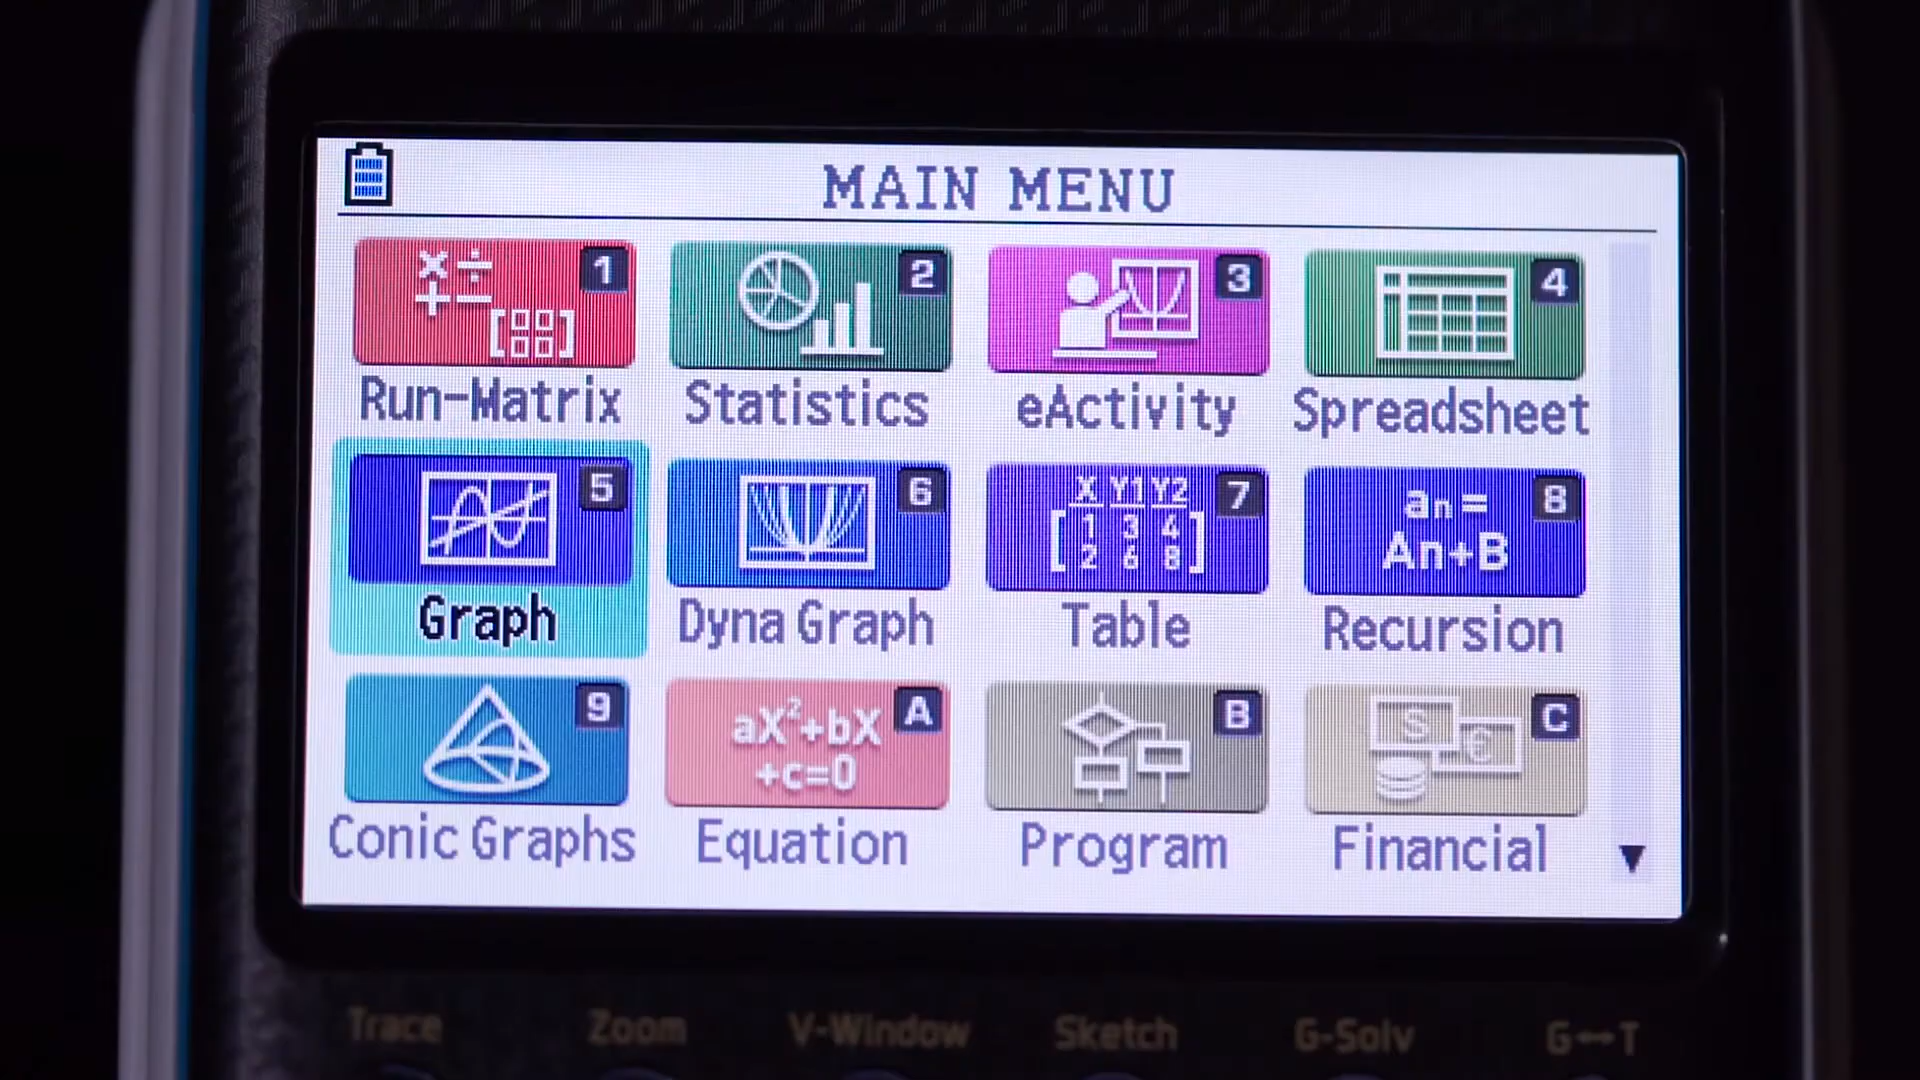 MAIN MENU
×÷ +− [ ] 1
2
3
4
Run-Matrix Statistics eActivity Spreadsheet
5
6
X Y1 Y2 7
1 3 4
2 6 8
an= 8
An+B
Graph Dyna Graph Table Recursion
9
aX²+bX A
+c=0
B
$ € C
Conic Graphs Equation Program Financial ▼
Trace Zoom V-Window Sketch G-Solv G↔T